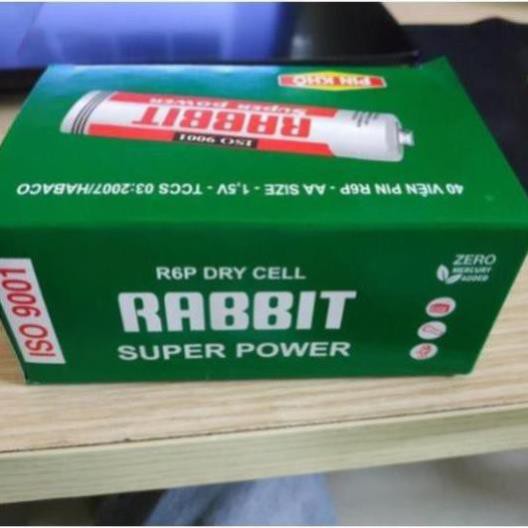 PIN KHÔ
Super power
RABBIT
ISO 9001
40 VIÊN PIN R6P - AA SIZE - 1,5V - TCCS 03:2007/HABACO
ISO 9001
R6P DRY CELL
RABBIT
SUPER POWER
ZERO
MERCURY
ADDED